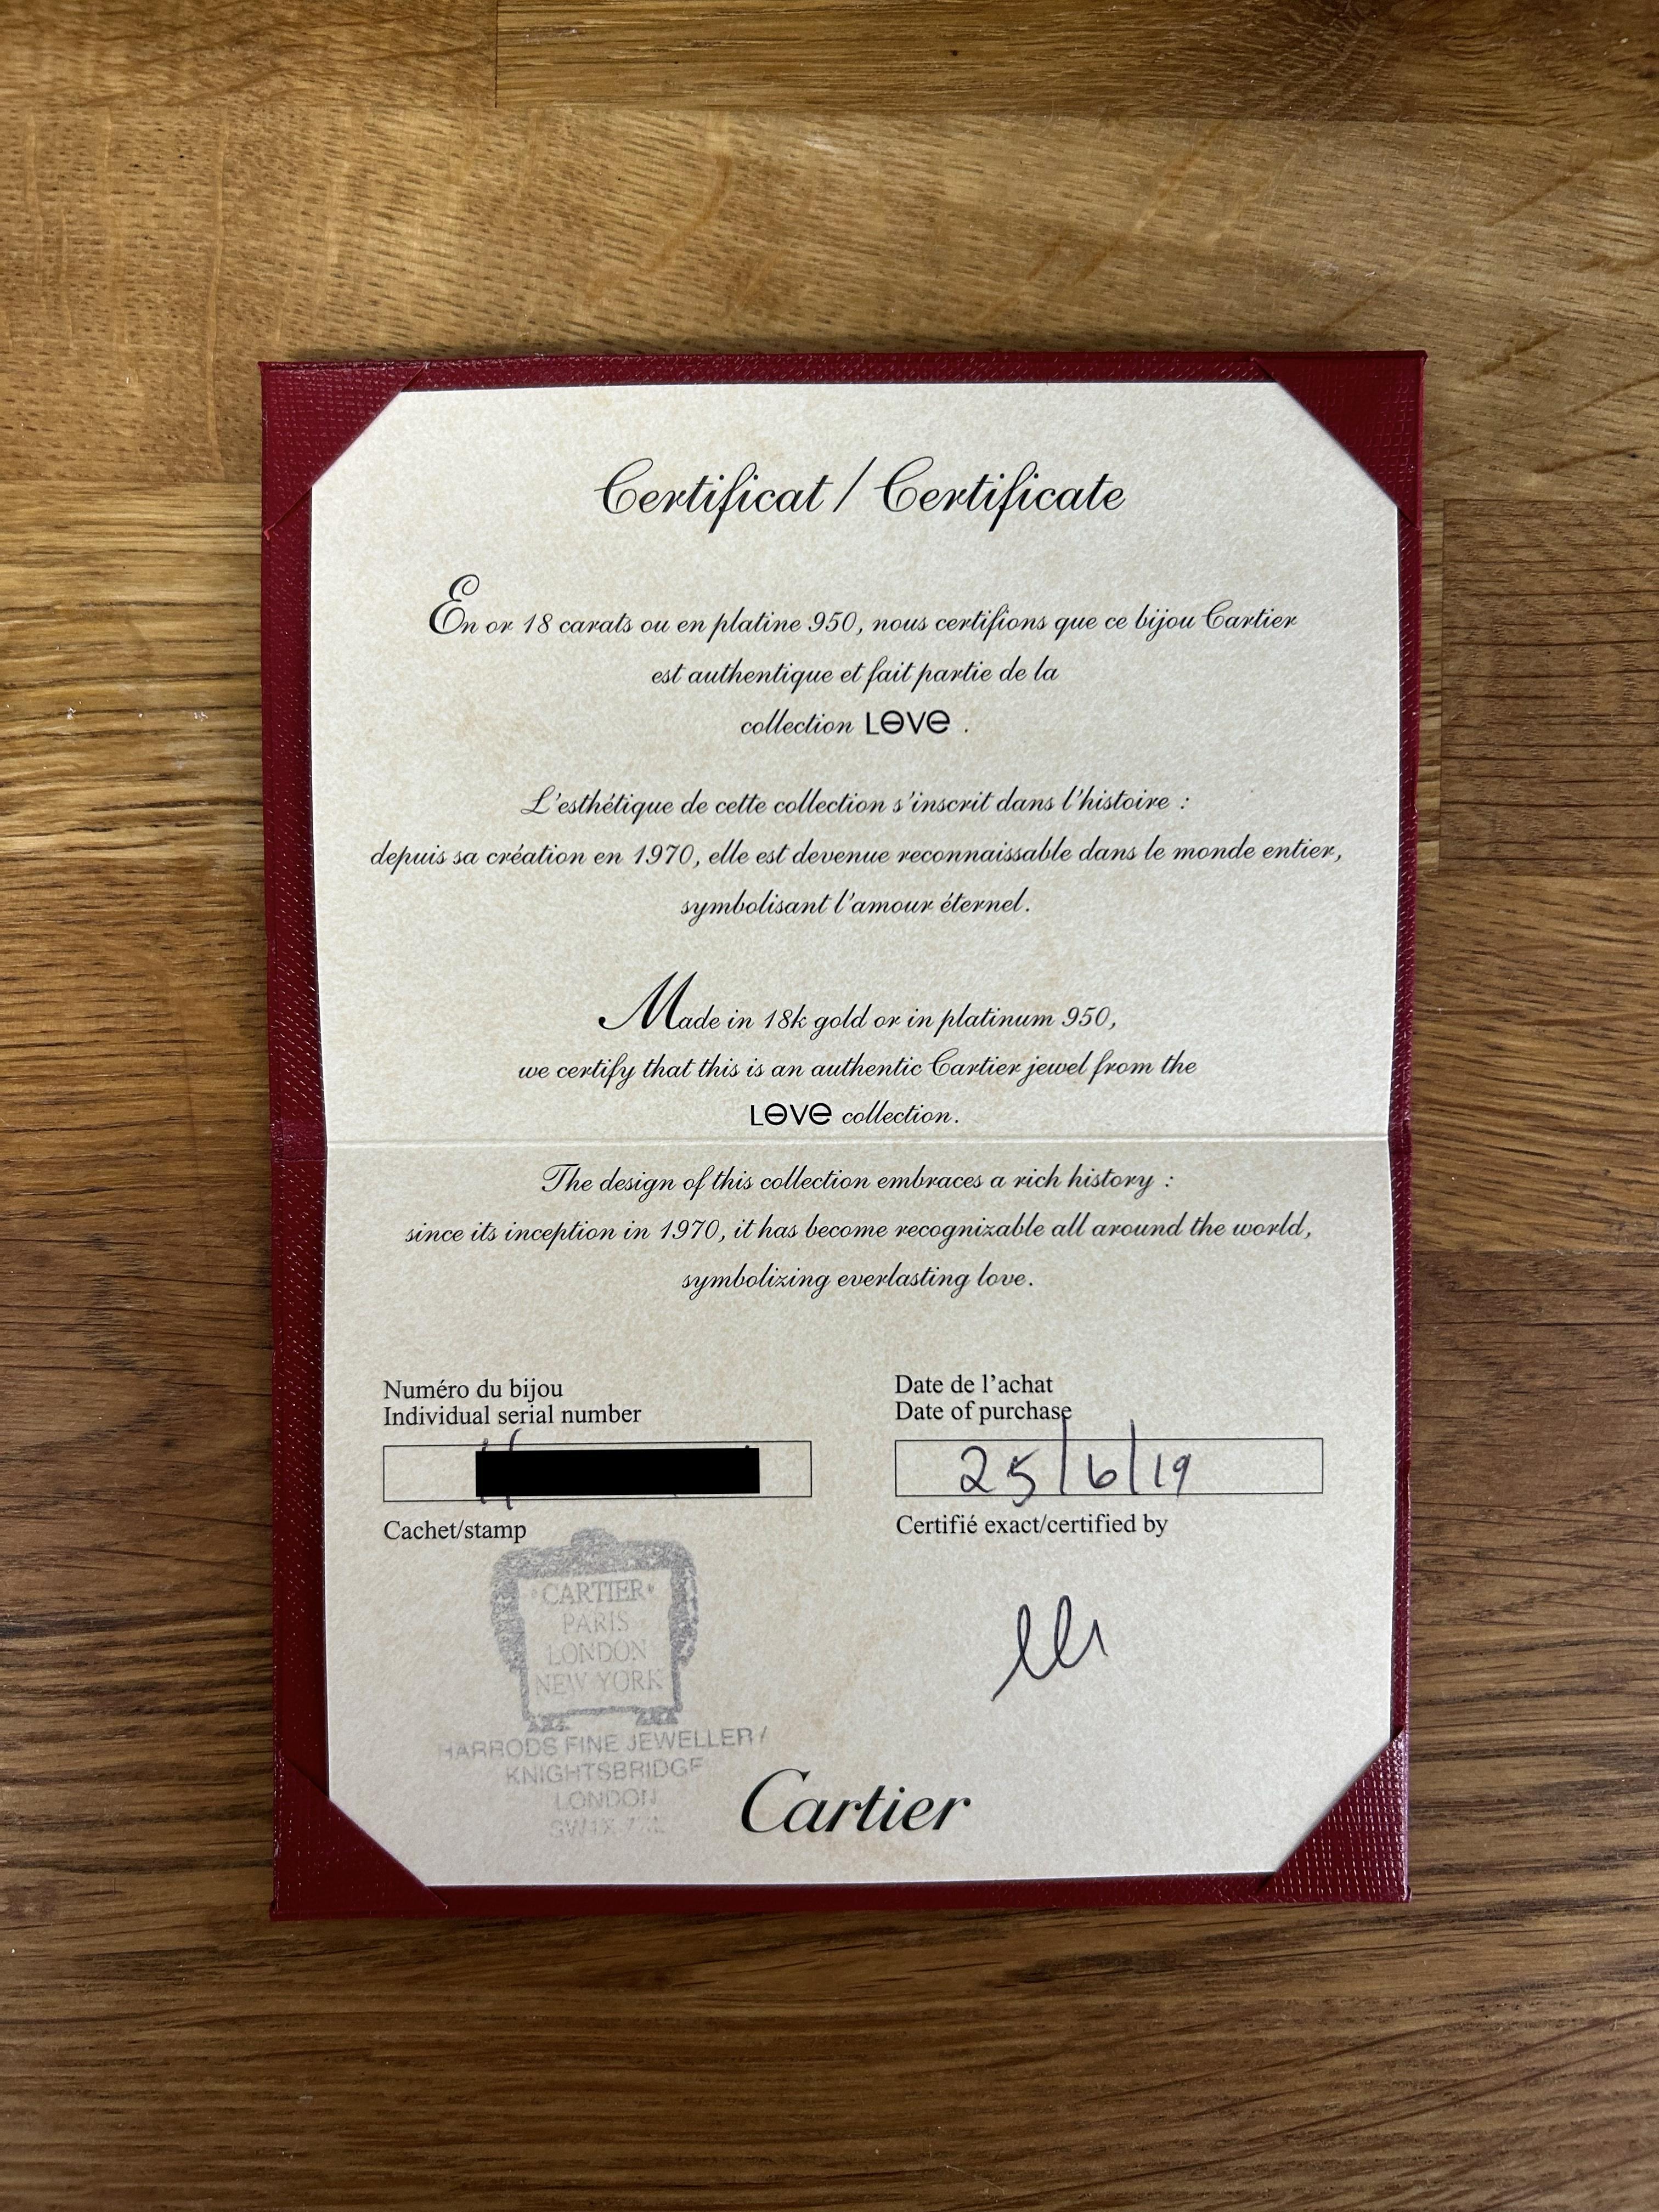 Certificat / Certificate
En or 18 carats ou en platine 950, nous certifions que ce bijou Cartier
est authentique et fait partie de la
collection LOVE .
L'esthétique de cette collection s'inscrit dans l'histoire :
depuis sa création en 1970, elle est devenue reconnaissable dans le monde entier,
symbolisant l'amour éternel.
Made in 18k gold or in platinum 950,
we certify that this is an authentic Cartier jewel from the
LOVE collection.
The design of this collection embraces a rich history :
since its inception in 1970, it has become recognizable all around the world,
symbolizing everlasting love.
Numéro du bijou
Individual serial number
Date de l'achat
Date of purchase
25/6/19
Cachet/stamp
Certifié exact/certified by
CARTIER
PARIS
LONDON
NEW YORK
HARRODS FINE JEWELLERY
KNIGHTSBRIDGE
LONDON
SW1X
Cartier